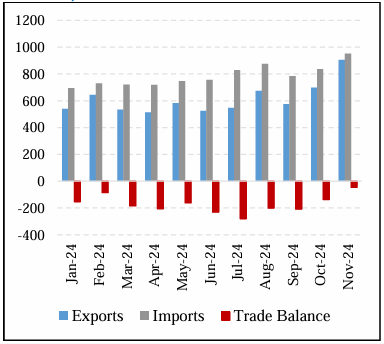 1200
1000
800
600
400
200
0
-200
-400
Jan-24
Feb-24
Mar-24
Apr-24
May-24
Jun-24
Jul-24
Aug-24
Sep-24
Oct-24
Nov-24
Exports Imports Trade Balance